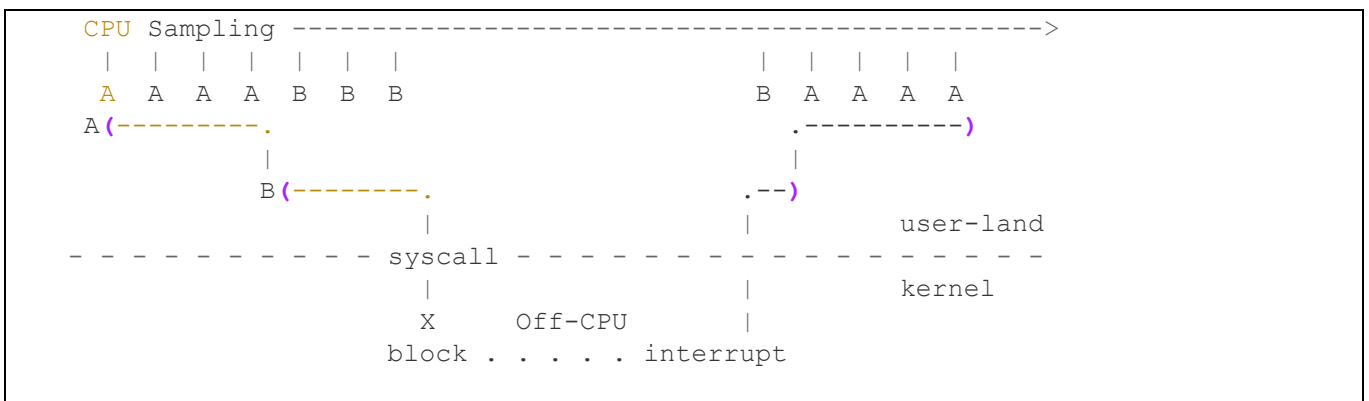 CPU Sampling ----------------------------------------------->
| | | | | | | | | | | |
A A A A B B B B A A A A
A(---------. .----------)
| |
B(--------. .--)
| | user-land
- - - - - - - - - - syscall - - - - - - - - - - - - - - - - -
| | kernel
X Off-CPU |
block . . . . . interrupt